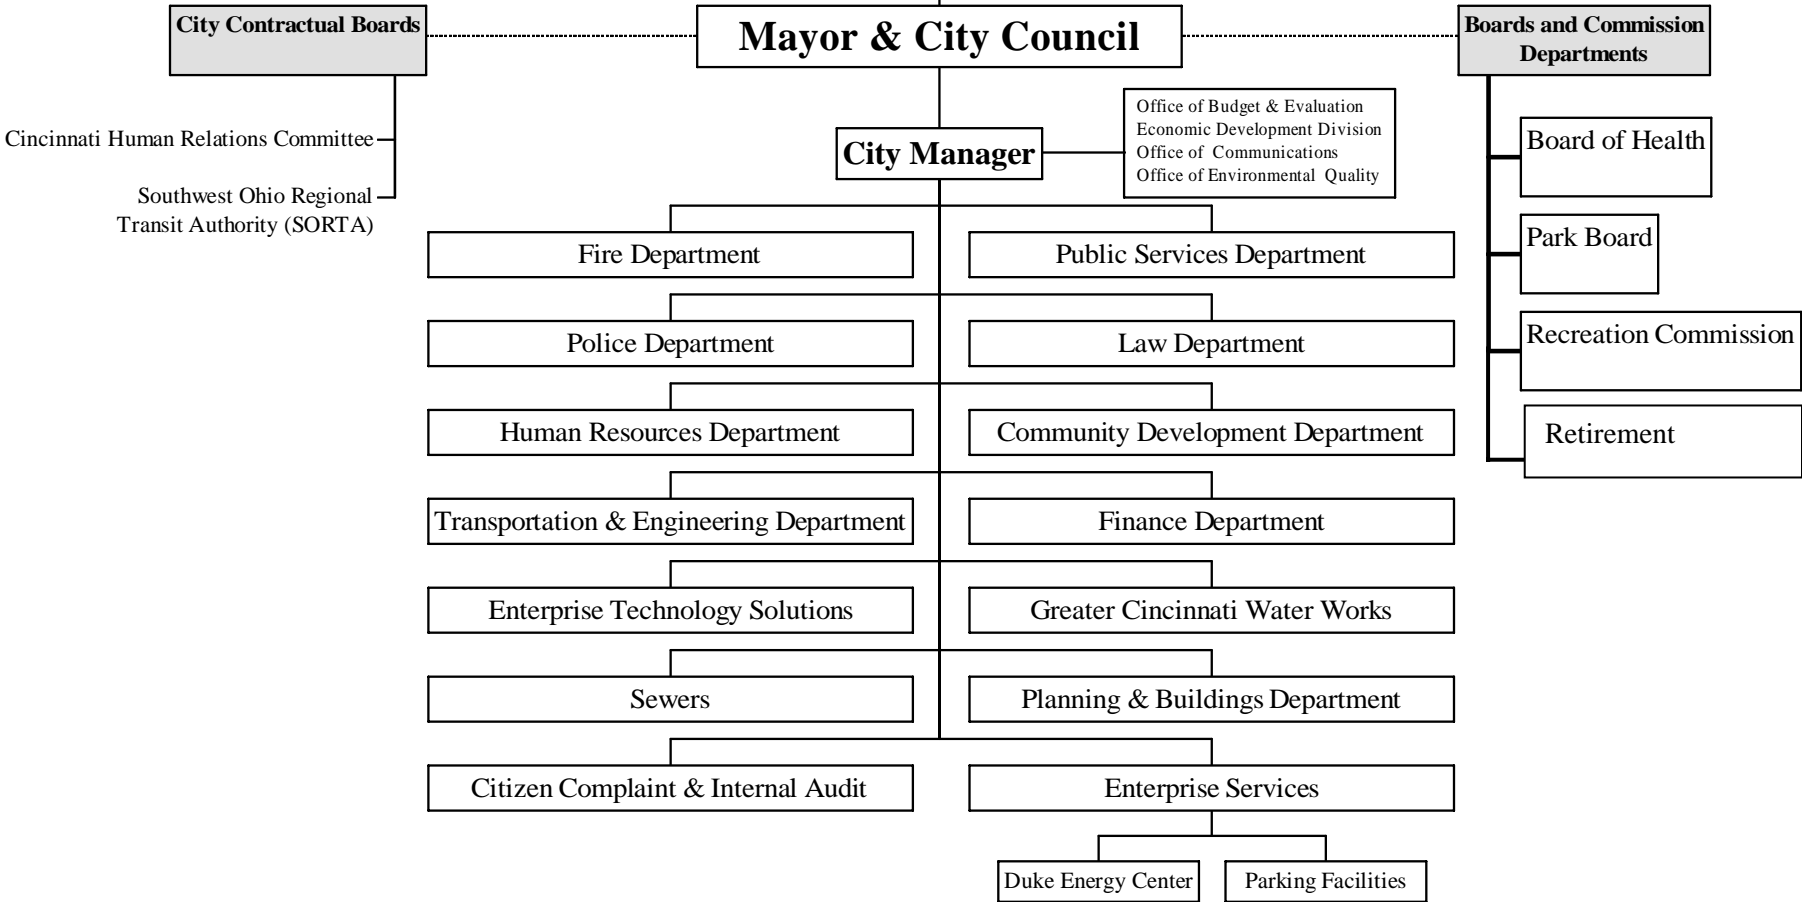 City Contractual Boards
Mayor & City Council
Boards and Commission
Departments
Cincinnati Human Relations Committee
Southwest Ohio Regional
Transit Authority (SORTA)
City Manager
Office of Budget & Evaluation
Economic Development Division
Office of Communications
Office of Environmental Quality
Board of Health
Park Board
Recreation Commission
Retirement
Fire Department
Public Services Department
Police Department
Law Department
Human Resources Department
Community Development Department
Transportation & Engineering Department
Finance Department
Enterprise Technology Solutions
Greater Cincinnati Water Works
Sewers
Planning & Buildings Department
Citizen Complaint & Internal Audit
Enterprise Services
Duke Energy Center
Parking Facilities